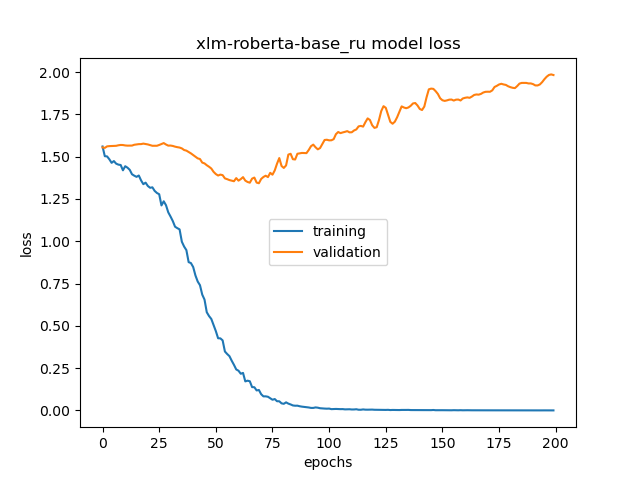 xlm-roberta-base_ru model loss
loss
2.00
1.75
1.50
1.25
1.00
0.75
0.50
0.25
0.00
training
validation
0 25 50 75 100 125 150 175 200
epochs